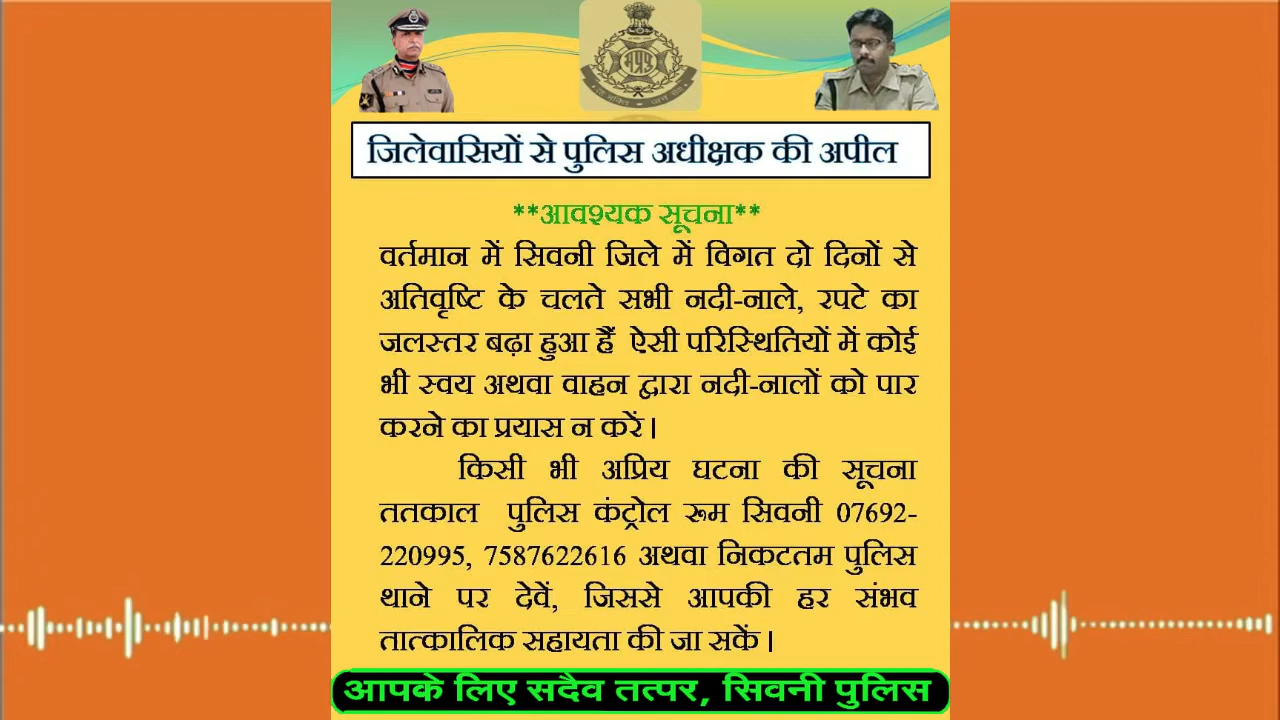 मप्रपु
जिलेवासियों से पुलिस अधीक्षक की अपील
**आवश्यक सूचना**
वर्तमान में सिवनी जिले में विगत दो दिनों से
अतिवृष्टि के चलते सभी नदी-नाले, रपटे का
जलस्तर बढ़ा हुआ हैं ऐसी परिस्थितियों में कोई
भी स्वय अथवा वाहन द्वारा नदी-नालों को पार
करने का प्रयास न करें।
किसी भी अप्रिय घटना की सूचना
ततकाल पुलिस कंट्रोल रूम सिवनी 07692-
220995, 7587622616 अथवा निकटतम पुलिस
थाने पर देवें, जिससे आपकी हर संभव
तात्कालिक सहायता की जा सकें।
आपके लिए सदैव तत्पर, सिवनी पुलिस